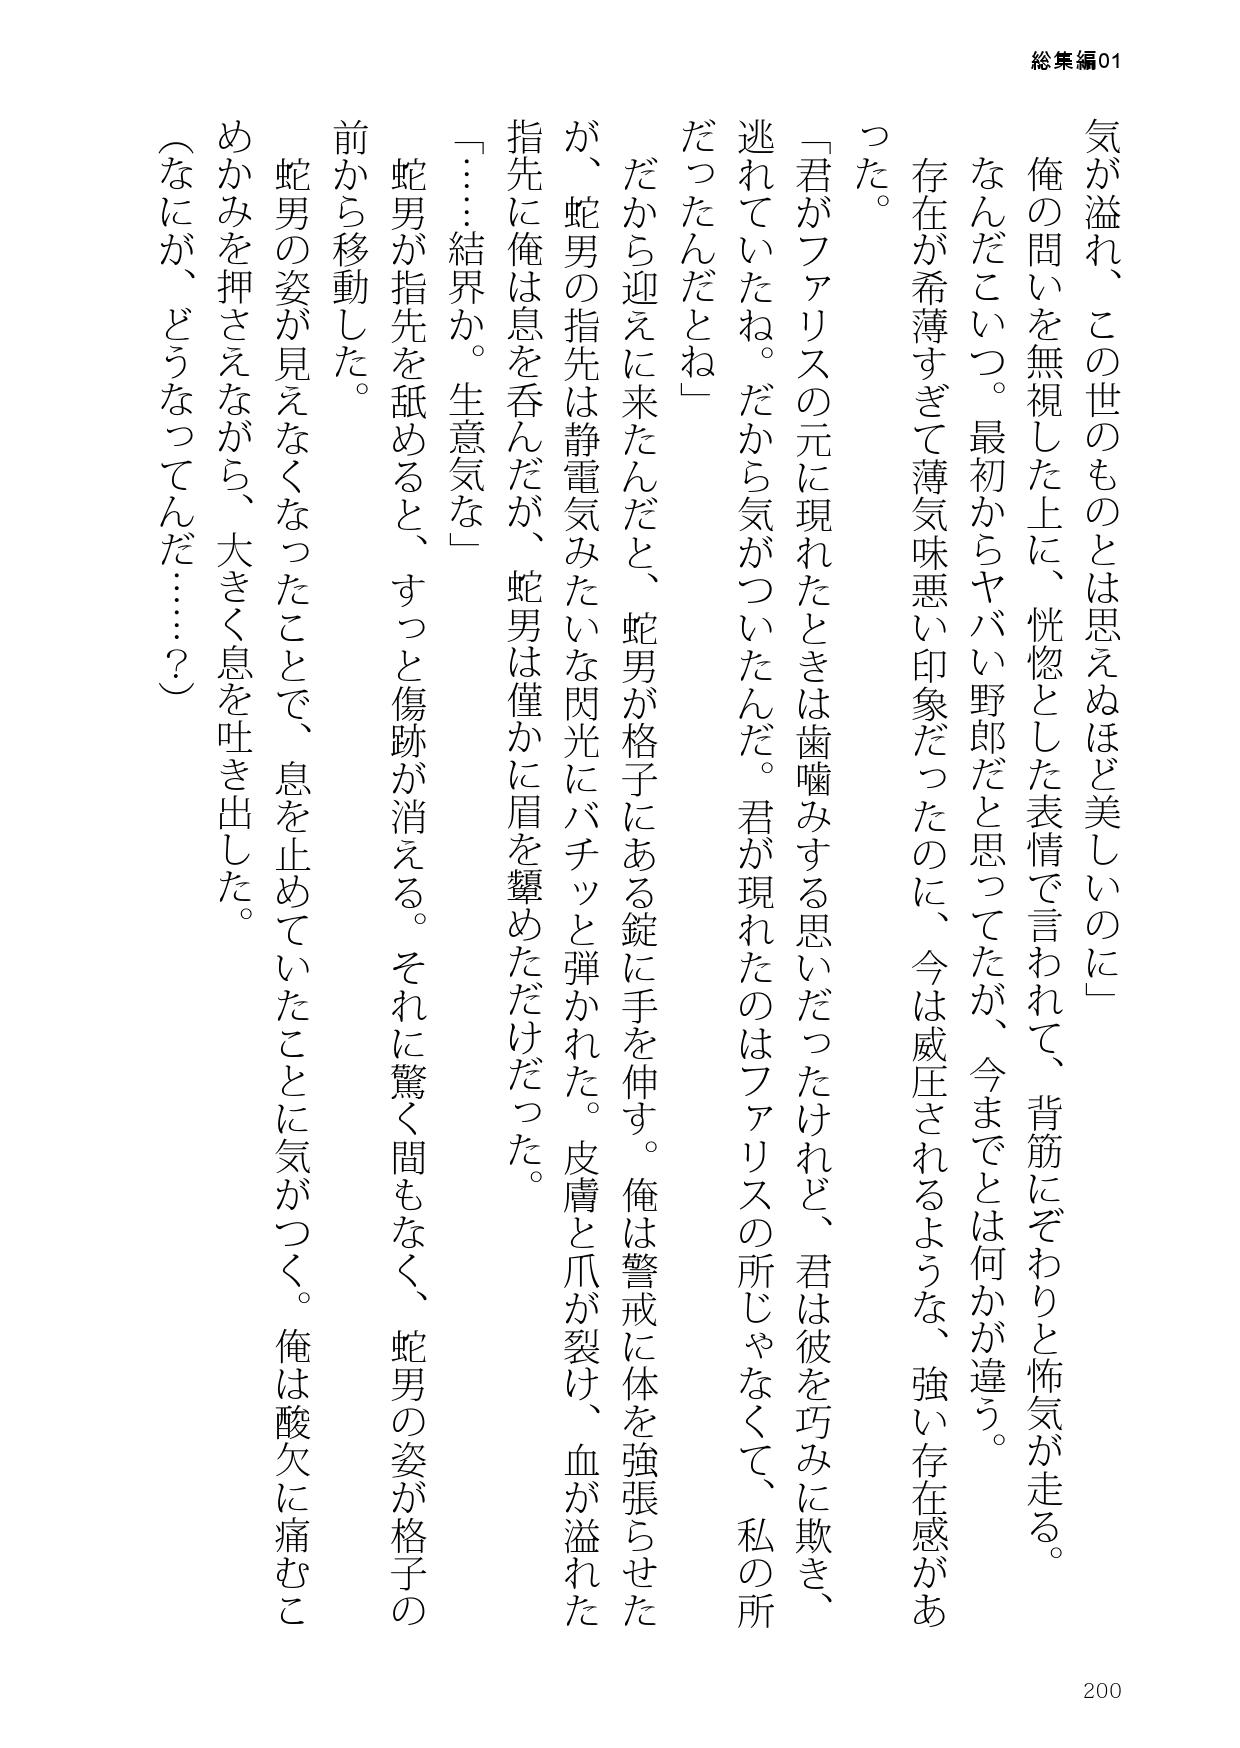 総集編01
気が溢れ、この世のものとは思えぬほど美しいのに」
　俺の問いを無視した上に、恍惚とした表情で言われて、背筋にぞわりと怖気が走る。
　なんだこいつ。最初からヤバい野郎だと思ってたが、今までとは何かが違う。
　存在が希薄すぎて薄気味悪い印象だったのに、今は威圧されるような、強い存在感があ
った。
「君がファリスの元に現れたときは歯噛みする思いだったけれど、君は彼を巧みに欺き、
逃れていたね。だから気がついたんだ。君が現れたのはファリスの所じゃなくて、私の所
だったんだとね」
　だから迎えに来たんだと、蛇男が格子にある錠に手を伸す。俺は警戒に体を強張らせた
が、蛇男の指先は静電気みたいな閃光にバチッと弾かれた。皮膚と爪が裂け、血が溢れた
指先に俺は息を呑んだが、蛇男は僅かに眉を顰めただけだった。
「……結界か。生意気な」
　蛇男が指先を舐めると、すっと傷跡が消える。それに驚く間もなく、蛇男の姿が格子の
前から移動した。
　蛇男の姿が見えなくなったことで、息を止めていたことに気がつく。俺は酸欠に痛むこ
めかみを押さえながら、大きく息を吐き出した。
（なにが、どうなってんだ……？）
200